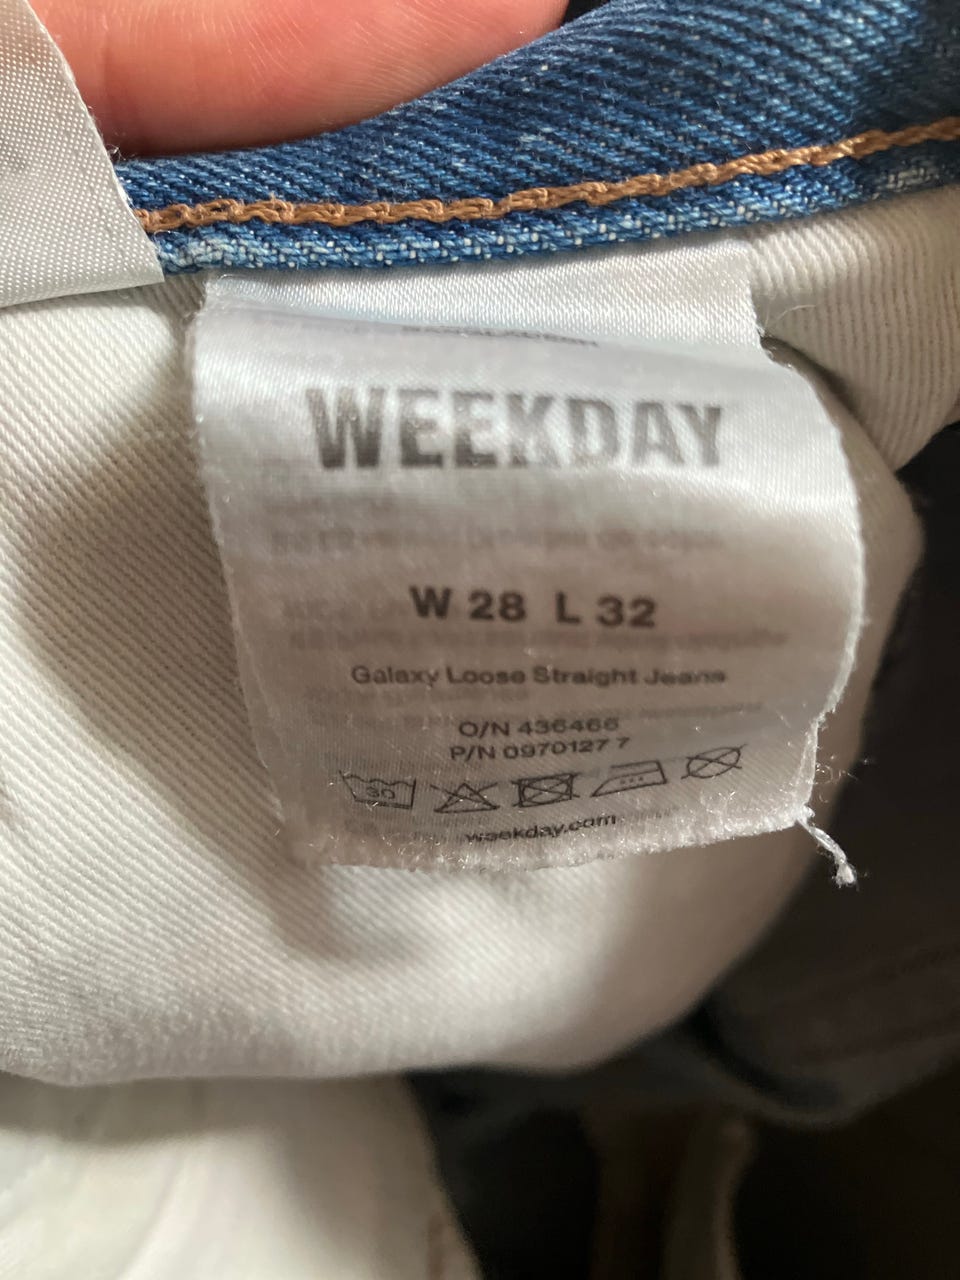 WEEKDAY
W 28 L 32
Galaxy Loose Straight Jeans
O/N 436466
P/N 0970127 7
30
weekday.com